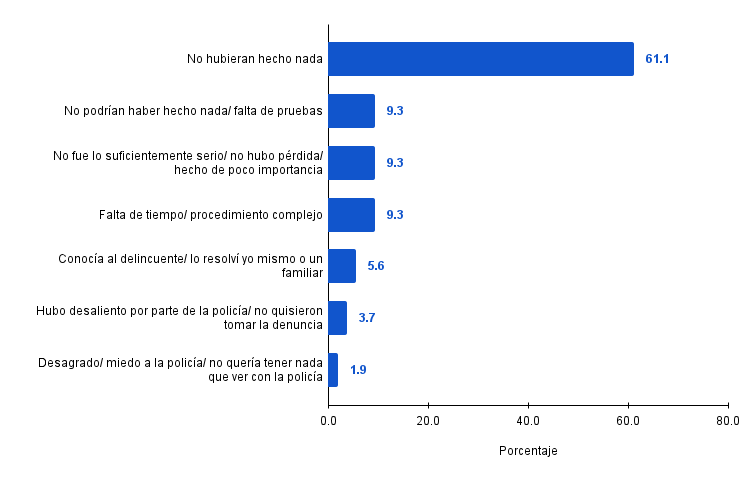 No hubieran hecho nada
61.1
No podrían haber hecho nada/ falta de pruebas
9.3
No fue lo suficientemente serio/ no hubo pérdida/
hecho de poco importancia
9.3
Falta de tiempo/ procedimiento complejo
9.3
Conocía al delincuente/ lo resolví yo mismo o un
familiar
5.6
Hubo desaliento por parte de la policía/ no quisieron
tomar la denuncia
3.7
Desagrado/ miedo a la policía/ no quería tener nada
que ver con la policía
1.9
0.0 20.0 40.0 60.0 80.0
Porcentaje